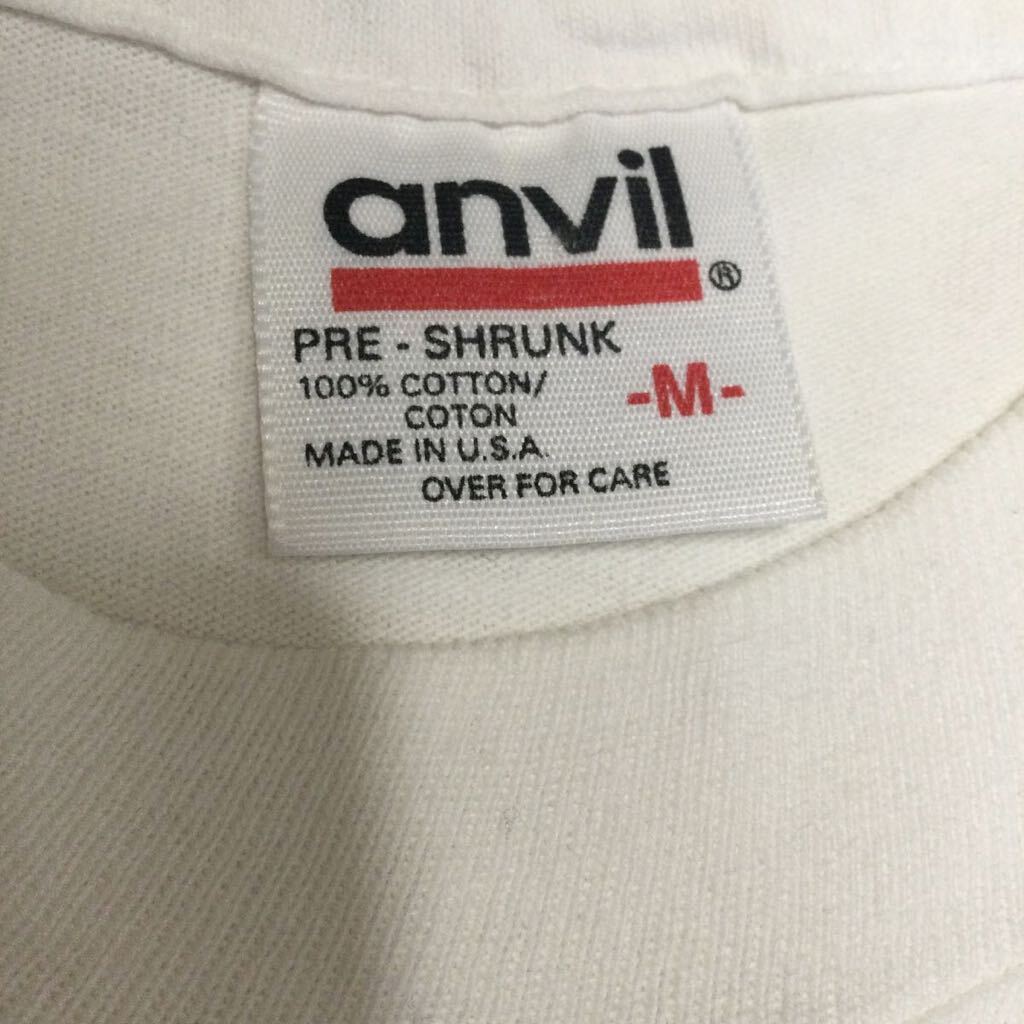 anvil®
PRE - SHRUNK
100% COTTON/
COTON
-M-
MADE IN U.S.A.
OVER FOR CARE